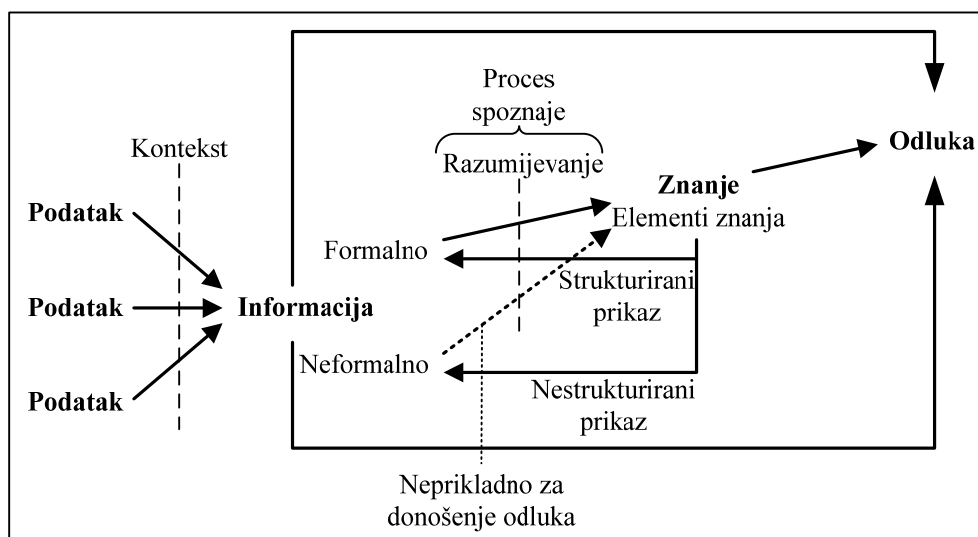 Proces
spoznaje
Kontekst
Razumijevanje
Odluka
Podatak
Znanje
Elementi znanja
Formalno
Podatak
Informacija
Strukturirani
prikaz
Neformalno
Podatak
Nestrukturirani
prikaz
Neprikladno za
donošenje odluka